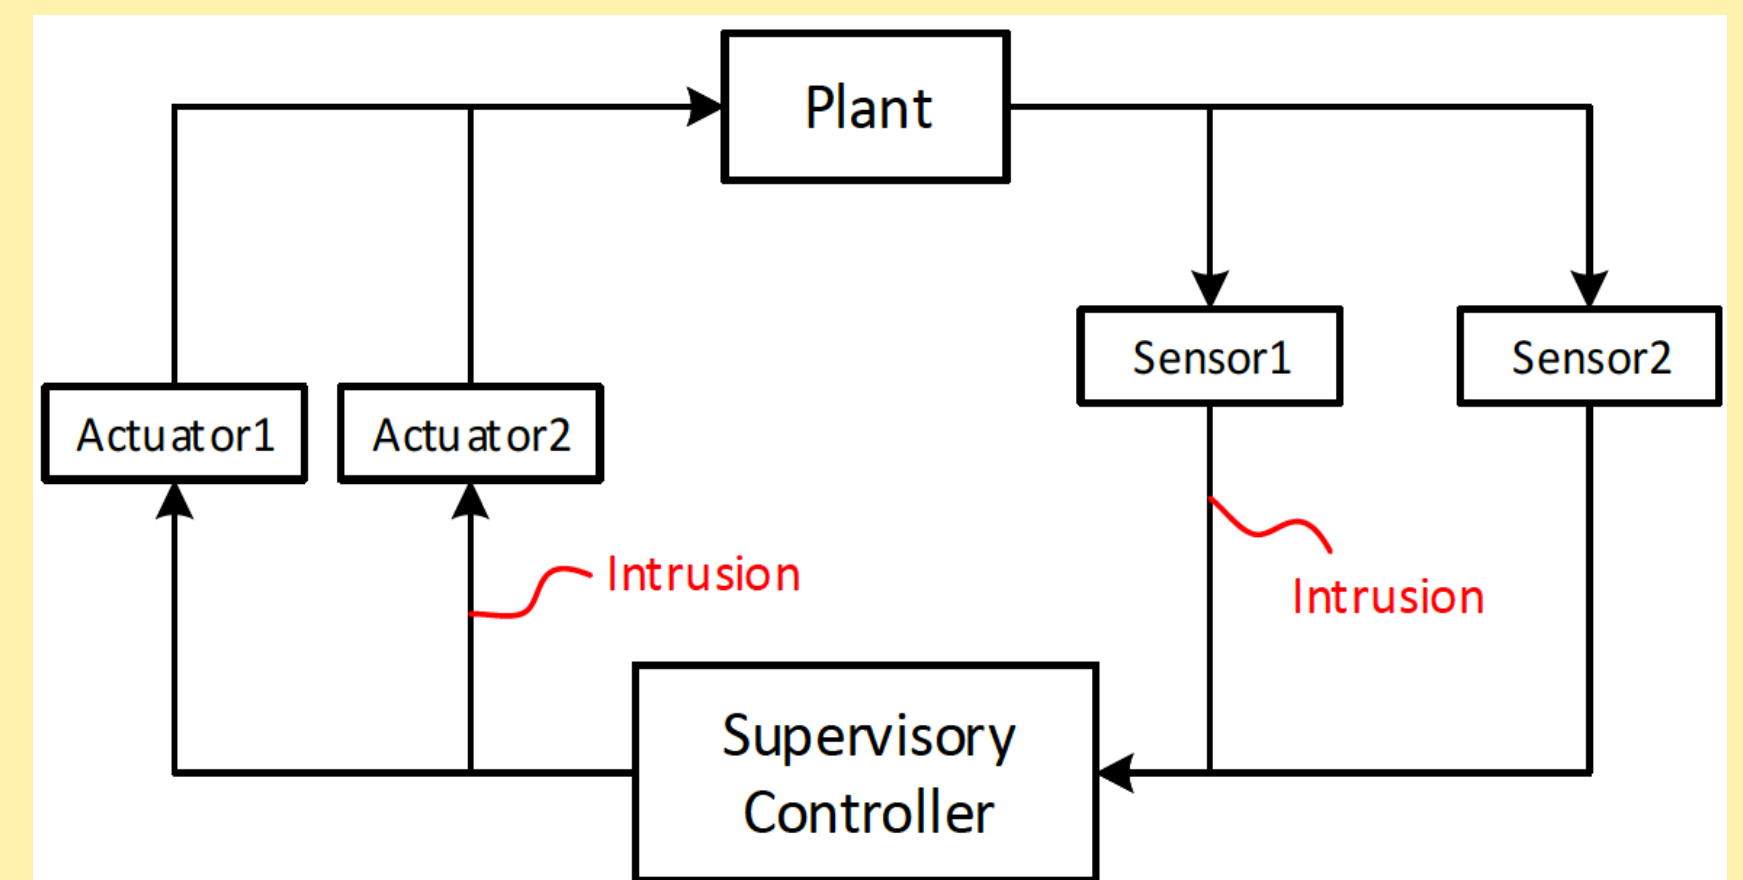 Plant
Sensor1
Sensor2
Actuator1
Actuator2
Intrusion
Intrusion
Supervisory
Controller